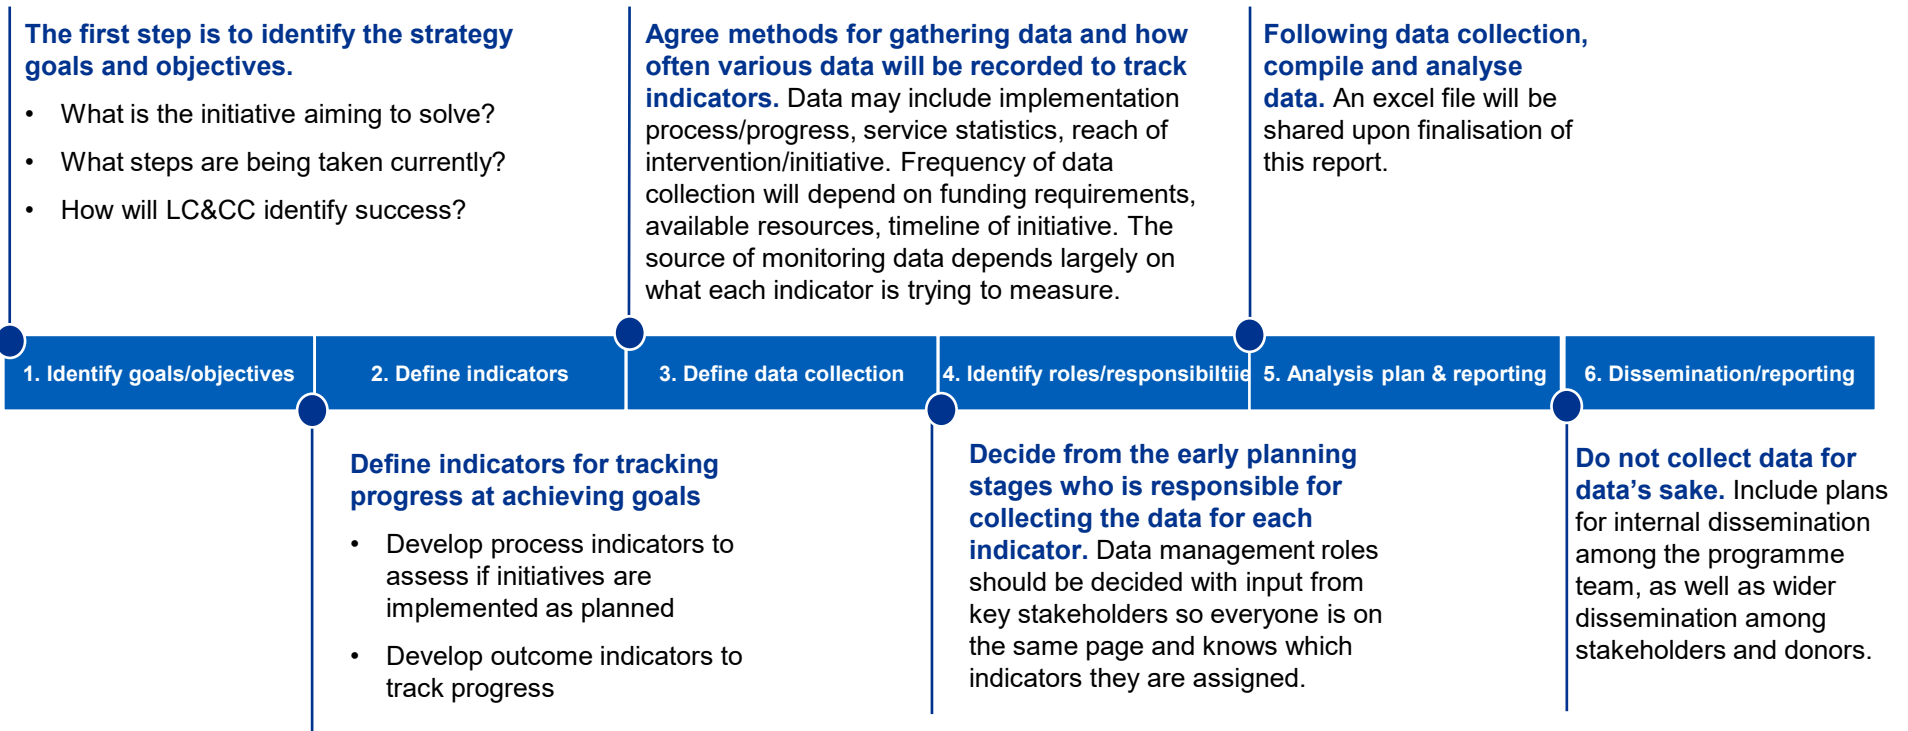 The first step is to identify the strategy
goals and objectives.
• What is the initiative aiming to solve?
• What steps are being taken currently?
• How will LC&CC identify success?
Agree methods for gathering data and how
often various data will be recorded to track
indicators. Data may include implementation
process/progress, service statistics, reach of
intervention/initiative. Frequency of data
collection will depend on funding requirements,
available resources, timeline of initiative. The
source of monitoring data depends largely on
what each indicator is trying to measure.
Following data collection,
compile and analyse
data. An excel file will be
shared upon finalisation of
this report.
1. Identify goals/objectives
2. Define indicators
3. Define data collection
4. Identify roles/responsibiltiie
5. Analysis plan & reporting
6. Dissemination/reporting
Define indicators for tracking
progress at achieving goals
• Develop process indicators to
assess if initiatives are
implemented as planned
• Develop outcome indicators to
track progress
Decide from the early planning
stages who is responsible for
collecting the data for each
indicator. Data management roles
should be decided with input from
key stakeholders so everyone is on
the same page and knows which
indicators they are assigned.
Do not collect data for
data’s sake. Include plans
for internal dissemination
among the programme
team, as well as wider
dissemination among
stakeholders and donors.